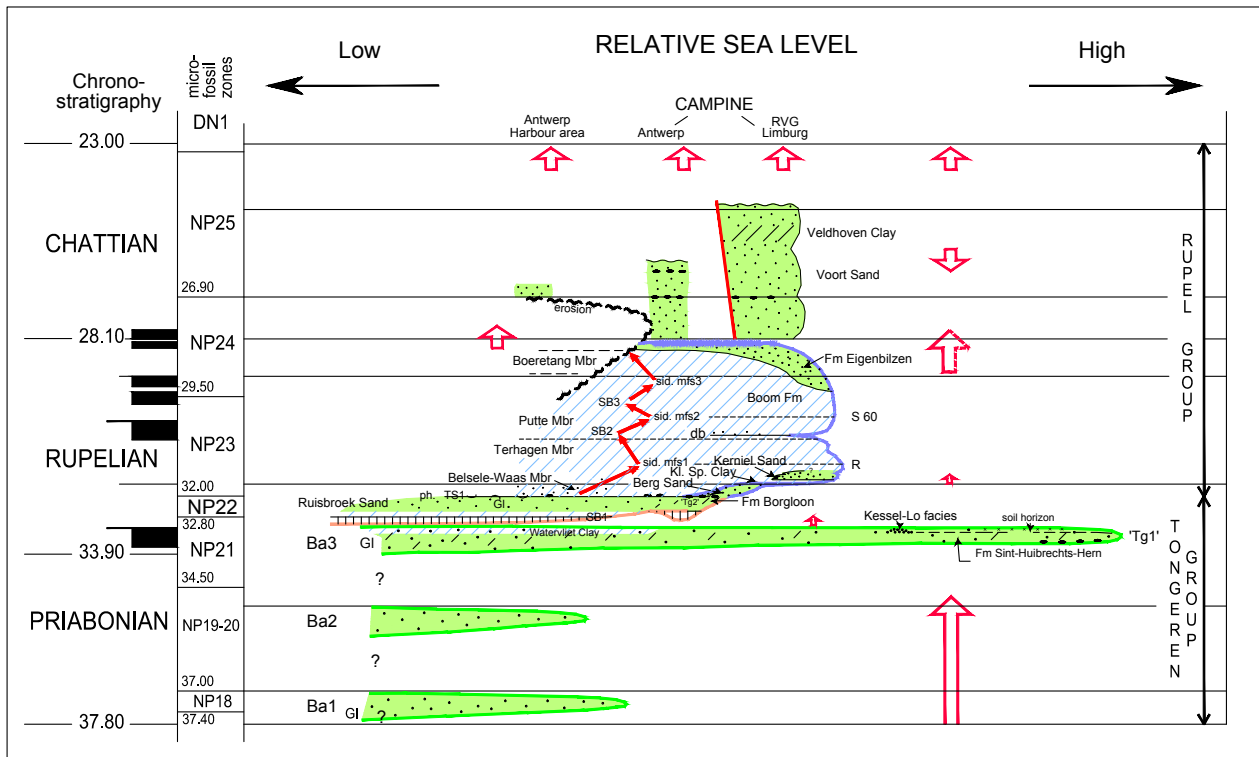 RELATIVE SEA LEVEL
Low
High
Chrono-
stratigraphy
micro-
fossil
zones
CAMPINE
Antwerp
Harbour area
Antwerp
RVG
Limburg
DN1
23.00
NP25
CHATTIAN
Veldhoven Clay
Voort Sand
26.90
erosion
28.10
NP24
Boeretang Mbr
Fm Eigenbilzen
29.50
sid. mfs3
SB3
Boom Fm
Putte Mbr
sid. mfs2
S 60
SB2
db
NP23
Terhagen Mbr
RUPELIAN
sid. mfs1
Kerniel Sand
R
Kl. Sp. Clay
Belsele-Waas Mbr
Berg Sand
32.00
ph.
TS1
Ruisbroek Sand
GI.
'Tg2'
Fm Borgloon
NP22
SB1
32.80
Kessel-Lo facies
soil horizon
Watervliet Clay
'Tg1'
Ba3
GI
NP21
33.90
Fm Sint-Huibrechts-Hern
34.50
?
PRIABONIAN
NP19-20
Ba2
?
37.00
NP18
Ba1
GI
?
37.40
37.80
RUPEL
GROUP
TONGEREN
GROUP